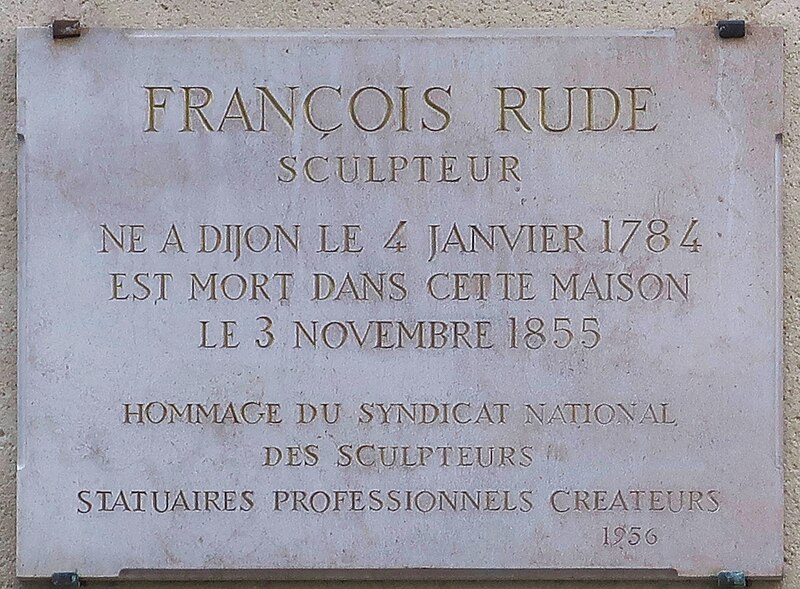 FRANÇOIS RUDE
SCULPTEUR
NE A DIJON LE 4 JANVIER 1784
EST MORT DANS CETTE MAISON
LE 3 NOVEMBRE 1855
HOMMAGE DU SYNDICAT NATIONAL
DES SCULPTEURS
STATUAIRES PROFESSIONNELS CREATEURS
1956